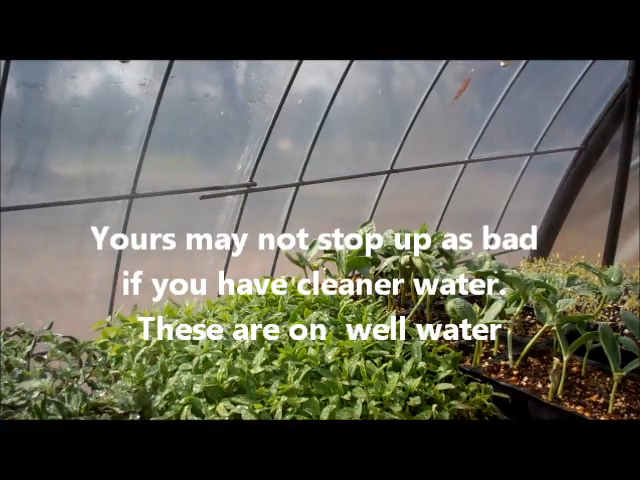 Yours may not stop up as bad
if you have cleaner water.
These are on well water